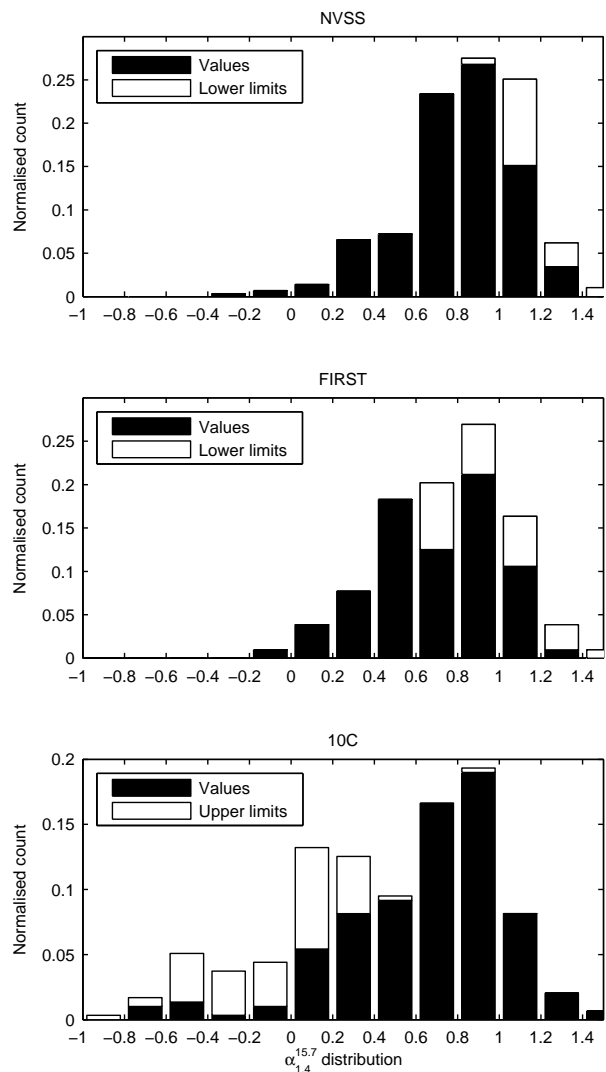 NVSS
Values
Lower limits
Normalised count
0.25
0.2
0.15
0.1
0.05
0
−1 −0.8 −0.6 −0.4 −0.2 0 0.2 0.4 0.6 0.8 1 1.2 1.4
FIRST
Values
Lower limits
Normalised count
0.25
0.2
0.15
0.1
0.05
0
−1 −0.8 −0.6 −0.4 −0.2 0 0.2 0.4 0.6 0.8 1 1.2 1.4
10C
Values
Upper limits
Normalised count
0.2
0.15
0.1
0.05
0
−1 −0.8 −0.6 −0.4 −0.2 0 0.2 0.4 0.6 0.8 1 1.2 1.4
α15.7 1.4 distribution